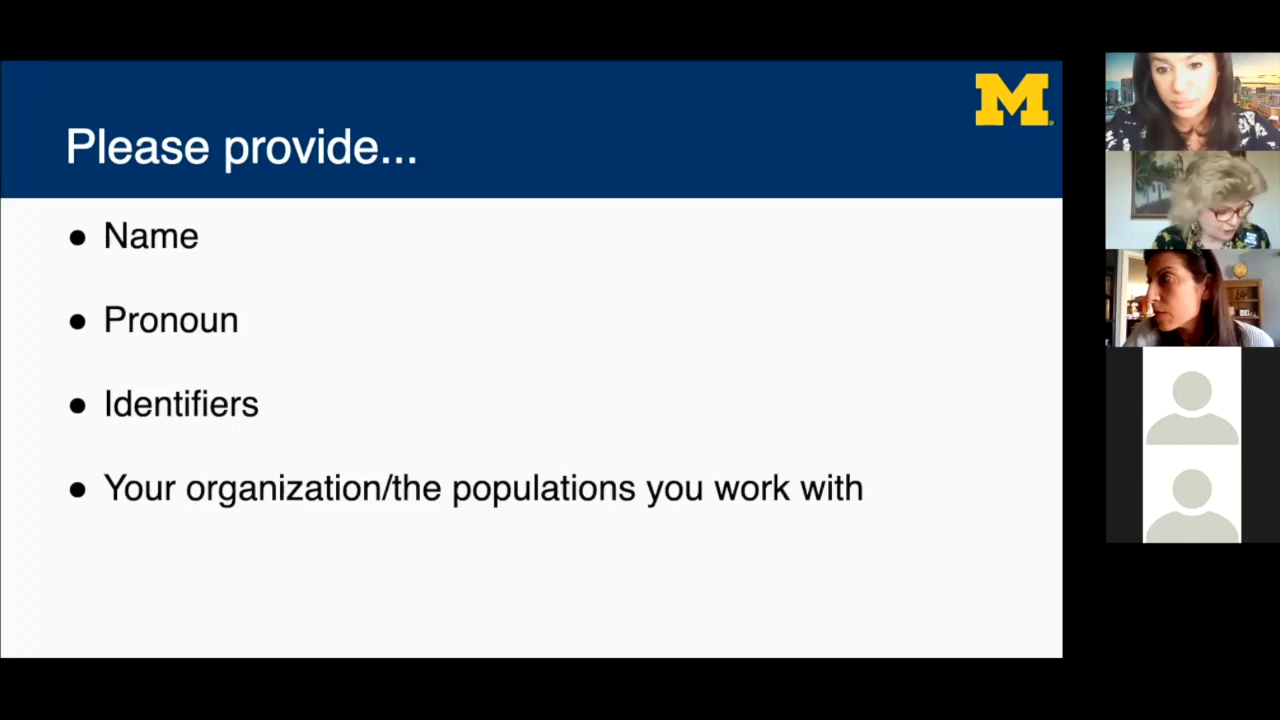 M
Please provide...
● Name
● Pronoun
● Identifiers
● Your organization/the populations you work with